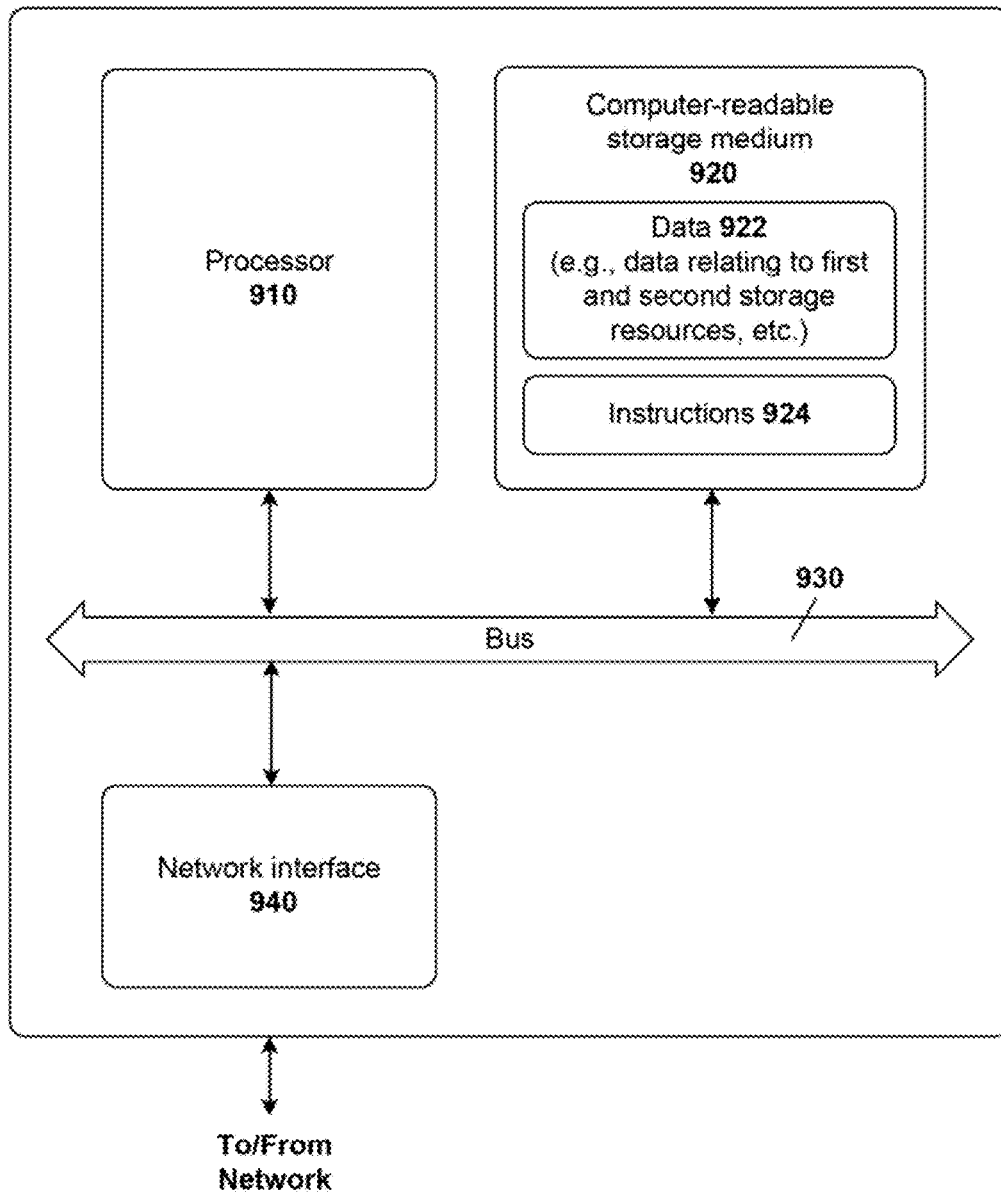 Processor
910
Computer-readable
storage medium
920
Data 922
(e.g., data relating to first
and second storage
resources, etc.)
Instructions 924
930
Bus
Network interface
940
To/From
Network